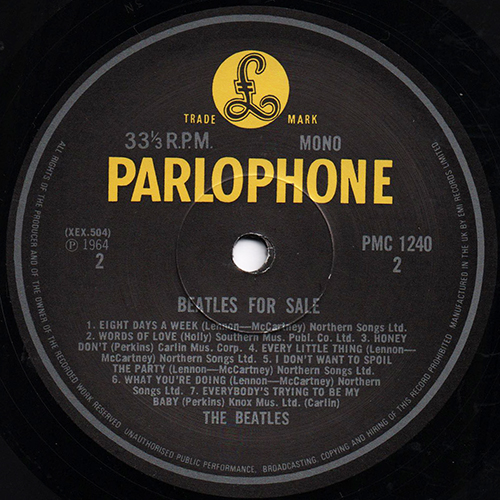 £
TRADE MARK
33⅓ R.P.M. MONO
PARLOPHONE
(XEX.504)
℗ 1964
2
PMC 1240
2
BEATLES FOR SALE
1. EIGHT DAYS A WEEK (Lennon—McCartney) Northern Songs Ltd.
2. WORDS OF LOVE (Holly) Southern Mus. Publ. Co. Ltd. 3. HONEY
DON'T (Perkins) Carlin Mus. Corp. 4. EVERY LITTLE THING (Lennon—
McCartney) Northern Songs Ltd. 5. I DON'T WANT TO SPOIL
THE PARTY (Lennon—McCartney) Northern Songs Ltd.
6. WHAT YOU'RE DOING (Lennon—McCartney) Northern
Songs Ltd. 7. EVERYBODY'S TRYING TO BE MY
BABY (Perkins) Knox Mus. Ltd. (Carlin)
THE BEATLES
ALL RIGHTS OF THE PRODUCER AND OF THE OWNER OF THE RECORDED WORK RESERVED. UNAUTHORISED PUBLIC PERFORMANCE, BROADCASTING, COPYING AND HIRING OF THIS RECORD PROHIBITED
MANUFACTURED IN THE UK BY EMI RECORDS LIMITED